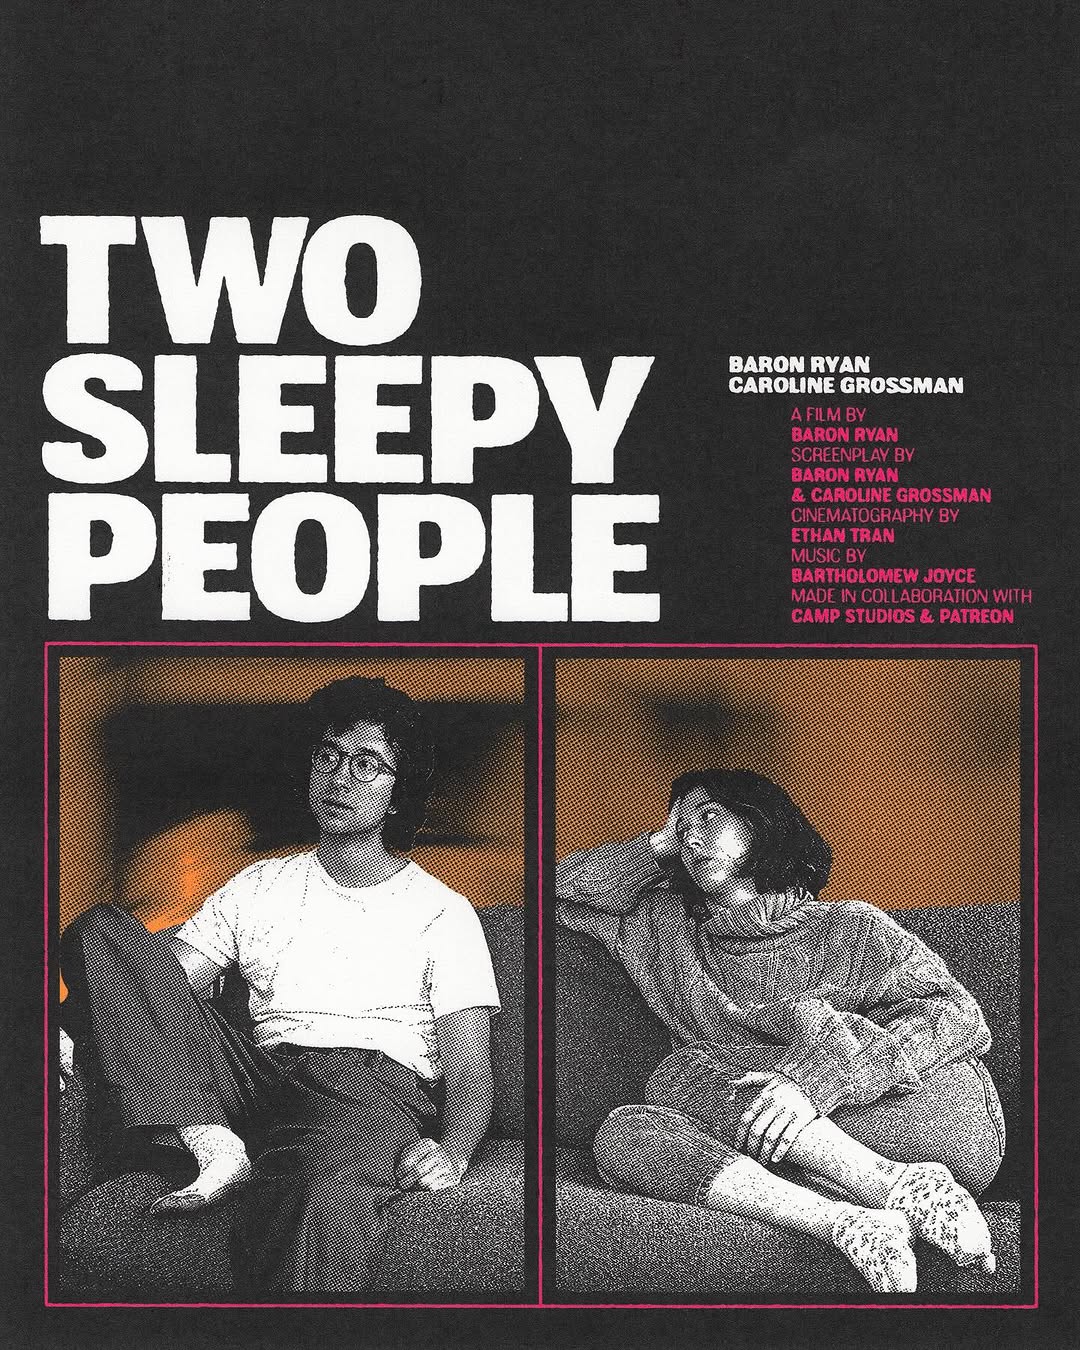 TWO
SLEEPY
PEOPLE
BARON RYAN
CAROLINE GROSSMAN
A FILM BY
BARON RYAN
SCREENPLAY BY
BARON RYAN
& CAROLINE GROSSMAN
CINEMATOGRAPHY BY
ETHAN TRAN
MUSIC BY
BARTHOLOMEW JOYCE
MADE IN COLLABORATION WITH
CAMP STUDIOS & PATREON